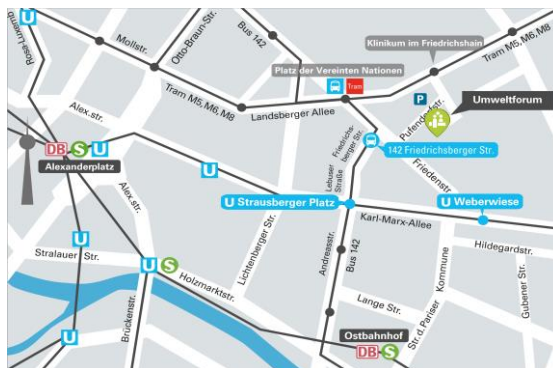 U
Rosa-Luxemb
Mollstr.
Otto-Braun-Str.
Bus 142
Klinikum im Friedrichshain
Tram M5, M6, M8
Platz der Vereinten Nationen
Tram
Tram M5, M6, M8
Landsberger Allee
P
Pufendorfstr.
Umweltforum
Alex.str.
DB S U
Alexanderplatz
Friedrichs-
berger Str.
142 Friedrichsberger Str.
Friedenstr.
U
Lebuser
Straße
U Strausberger Platz
U Weberwiese
Karl-Marx-Allee
Alex.str.
U
Stralauer Str.
U S
Holzmarktstr.
Lichtenberger Str.
Andreasstr.
Bus 142
Hildegardstr.
Gubener Str.
Lange Str.
Str. d. Pariser Kommune
U
Brückenstr.
Ostbahnhof
DB S